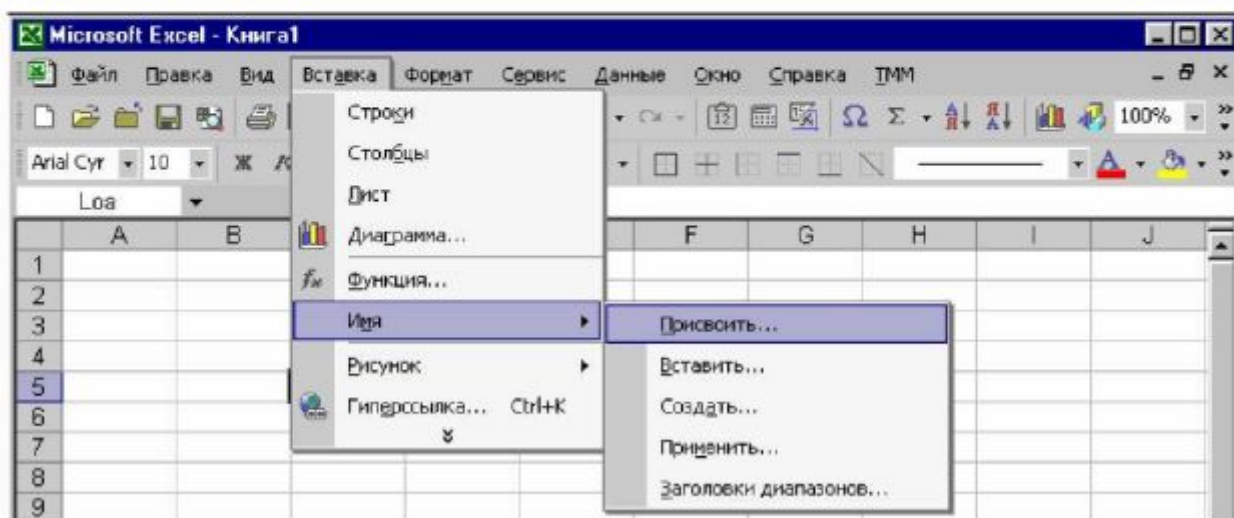 Microsoft Excel - Книга1
Файл Правка Вид Вставка Формат Сервис Данные Окно Справка TMM
100%
Arial Cyr 10 Ж
Loa
A B F G H I J
1
2
3
4
5
6
7
8
9
Строки
Столбцы
Лист
Диаграмма...
Функция...
Имя
Рисунок
Гиперссылка... Ctrl+K
Присвоить...
Вставить...
Создать...
Применить...
Заголовки диапазонов...